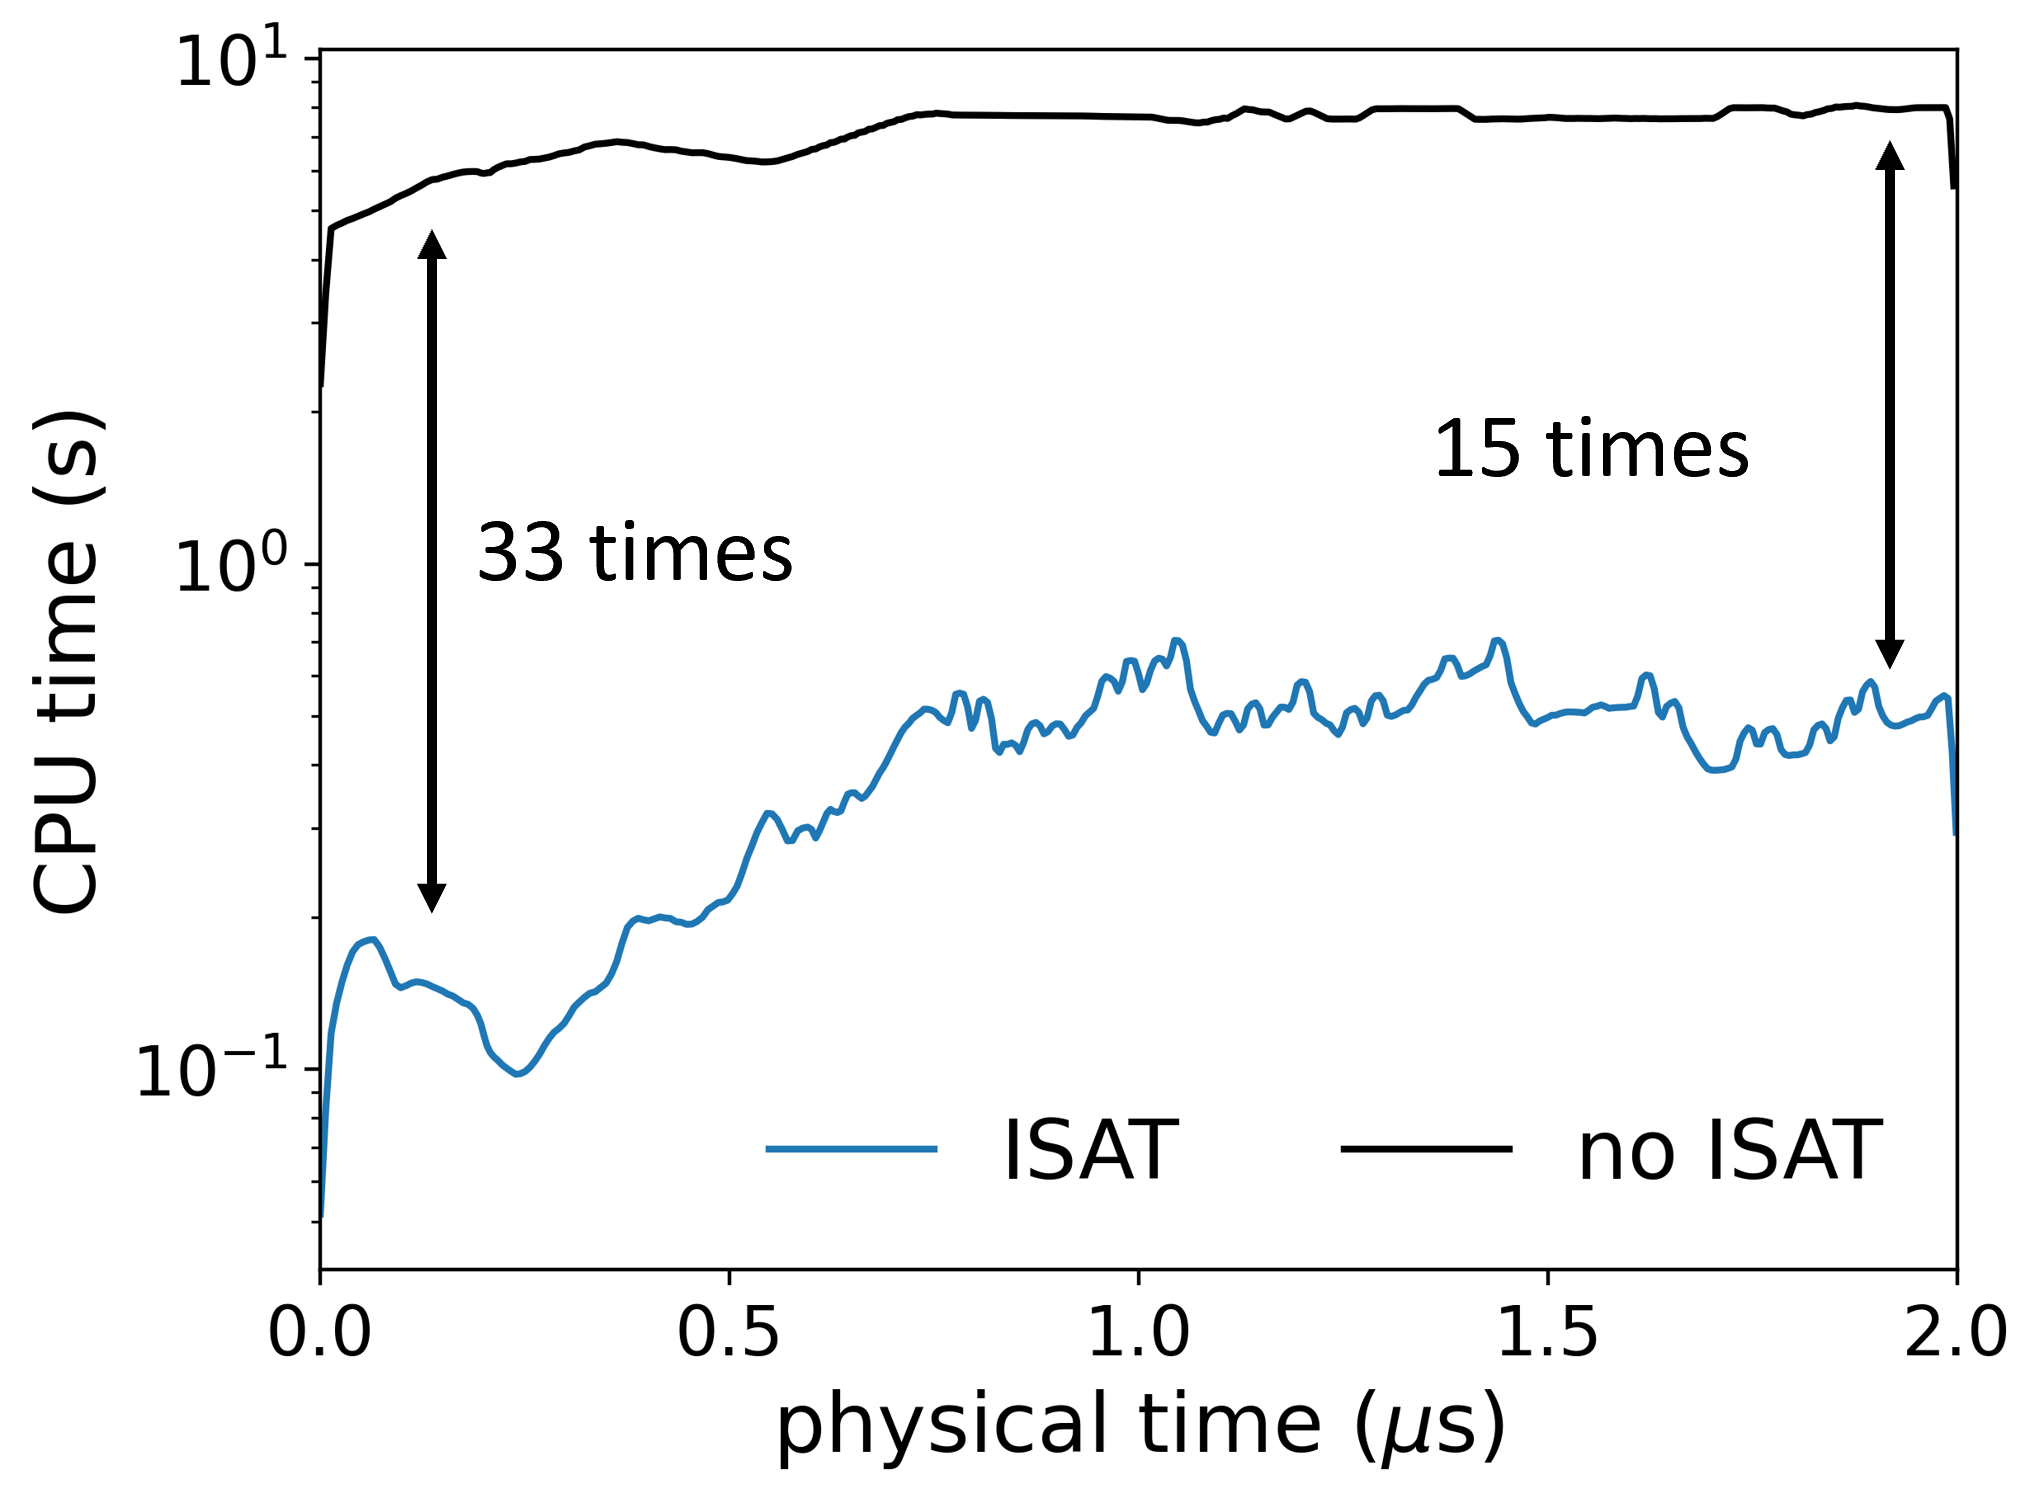 10¹
10⁰
10⁻¹
CPU time (s)
33 times
15 times
ISAT
no ISAT
0.0
0.5
1.0
1.5
2.0
physical time (μs)